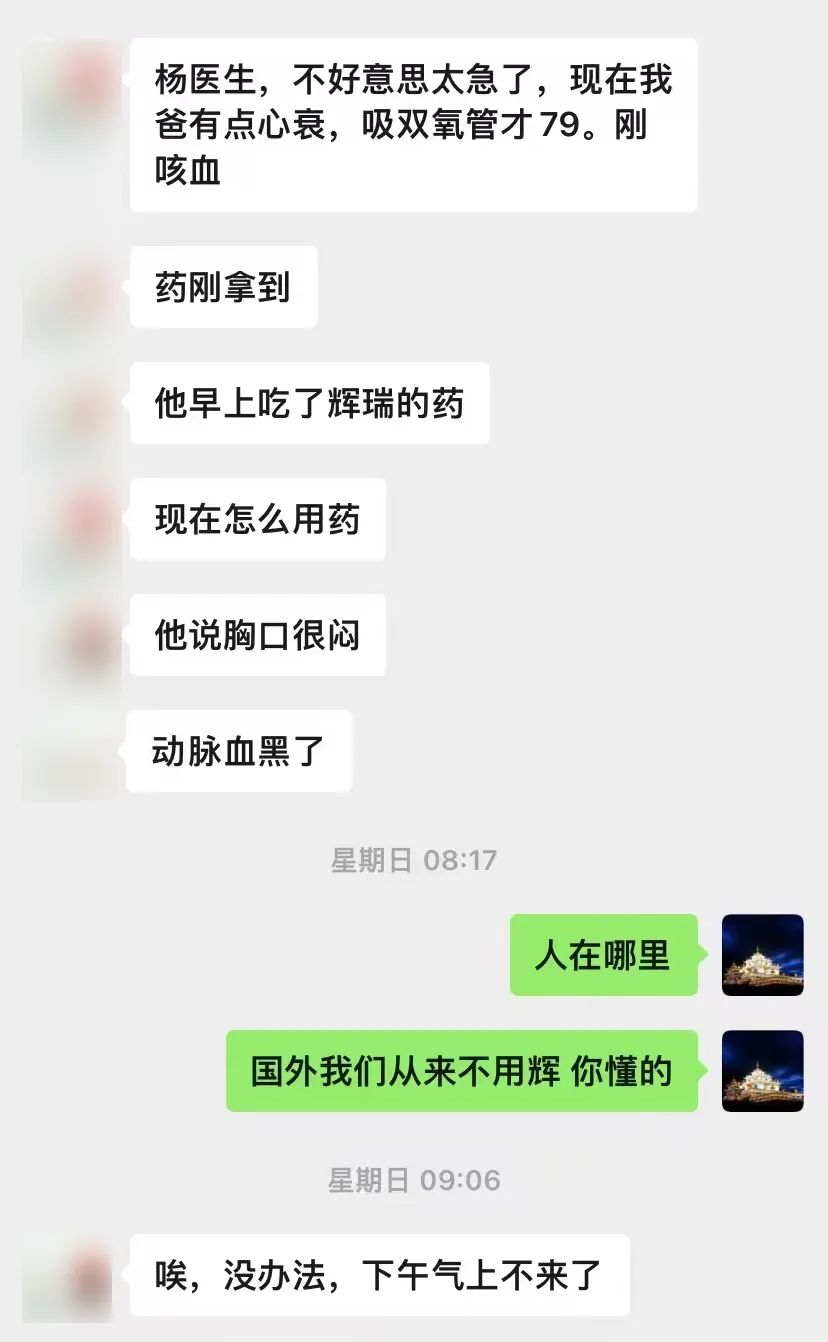 杨医生，不好意思太急了，现在我
爸有点心衰，吸双氧管才79。刚
咳血
药刚拿到
他早上吃了辉瑞的药
现在怎么用药
他说胸口很闷
动脉血黑了
星期日 08:17
人在哪里
国外我们从来不用辉 你懂的
星期日 09:06
唉，没办法，下午气上不来了